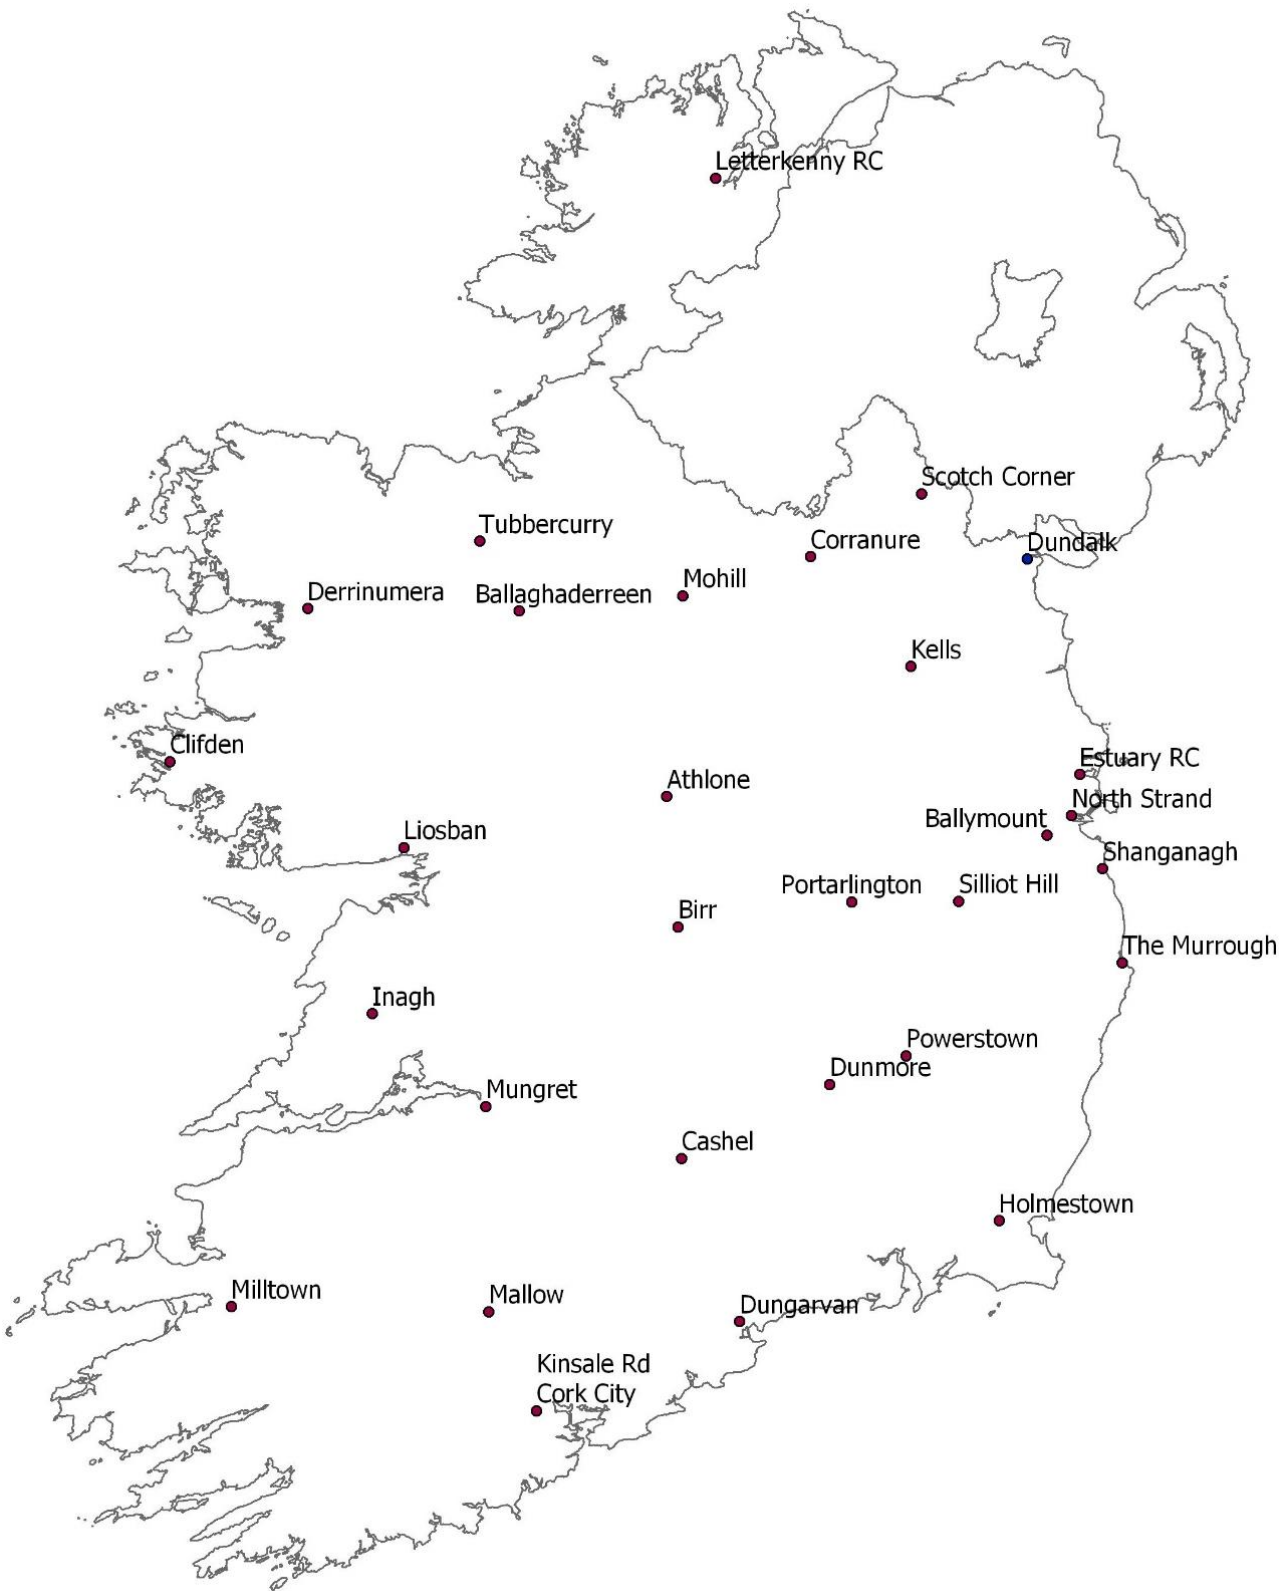 Letterkenny RC
Scotch Corner
Tubbercurry
Corranure
Dundalk
Mohill
Derrinumera
Ballaghaderreen
Kells
Clifden
Estuary RC
Athlone
North Strand
Ballymount
Liosban
Shanganagh
Portarlington
Silliot Hill
Birr
The Murrough
Inagh
Powerstown
Dunmore
Mungret
Cashel
Holmestown
Milltown
Mallow
Dungarvan
Kinsale Rd
Cork City